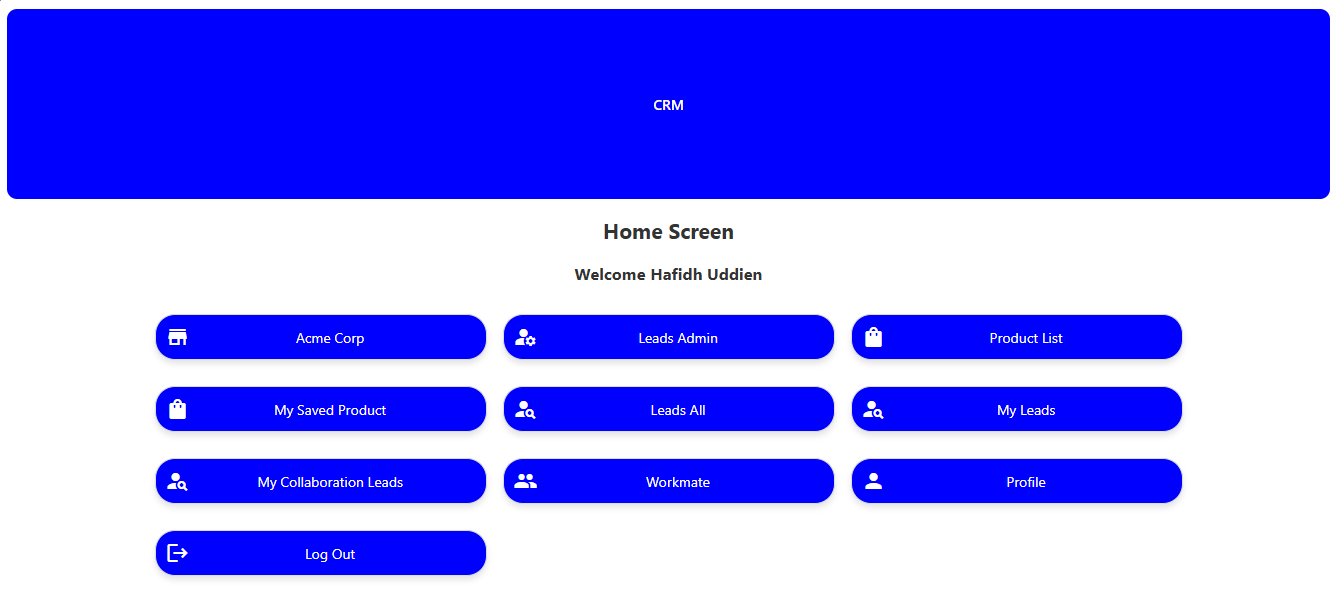 CRM
Home Screen
Welcome Hafidh Uddien
Acme Corp
Leads Admin
Product List
My Saved Product
Leads All
My Leads
My Collaboration Leads
Workmate
Profile
Log Out